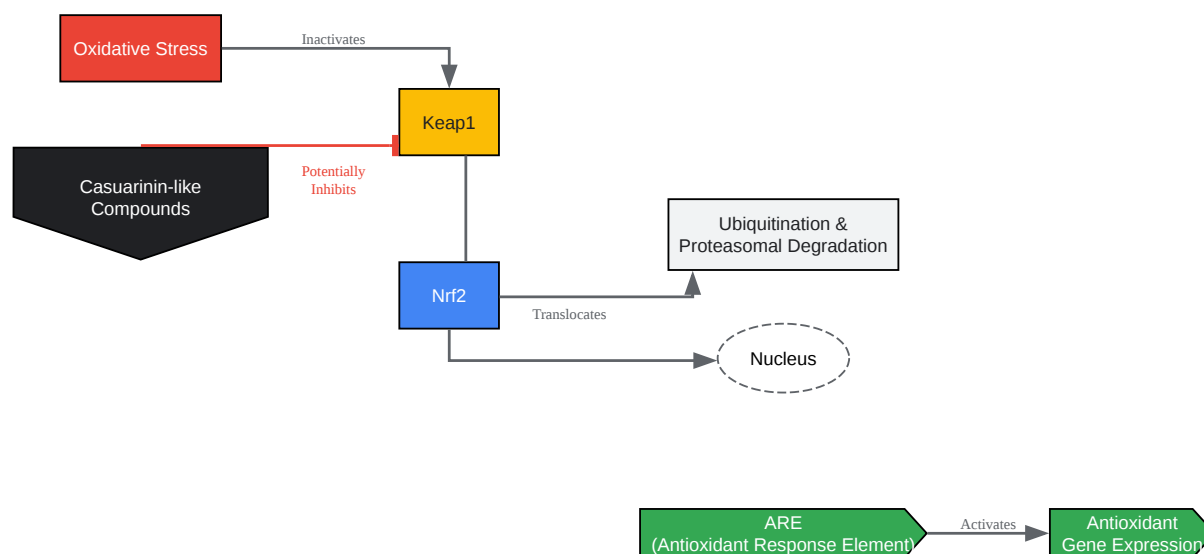 Oxidative Stress
Inactivates
Keap1
Casuarinin-like
Compounds
Potentially
Inhibits
Ubiquitination &
Proteasomal Degradation
Nrf2
Translocates
Nucleus
ARE
(Antioxidant Response Element)
Activates
Antioxidant
Gene Expression